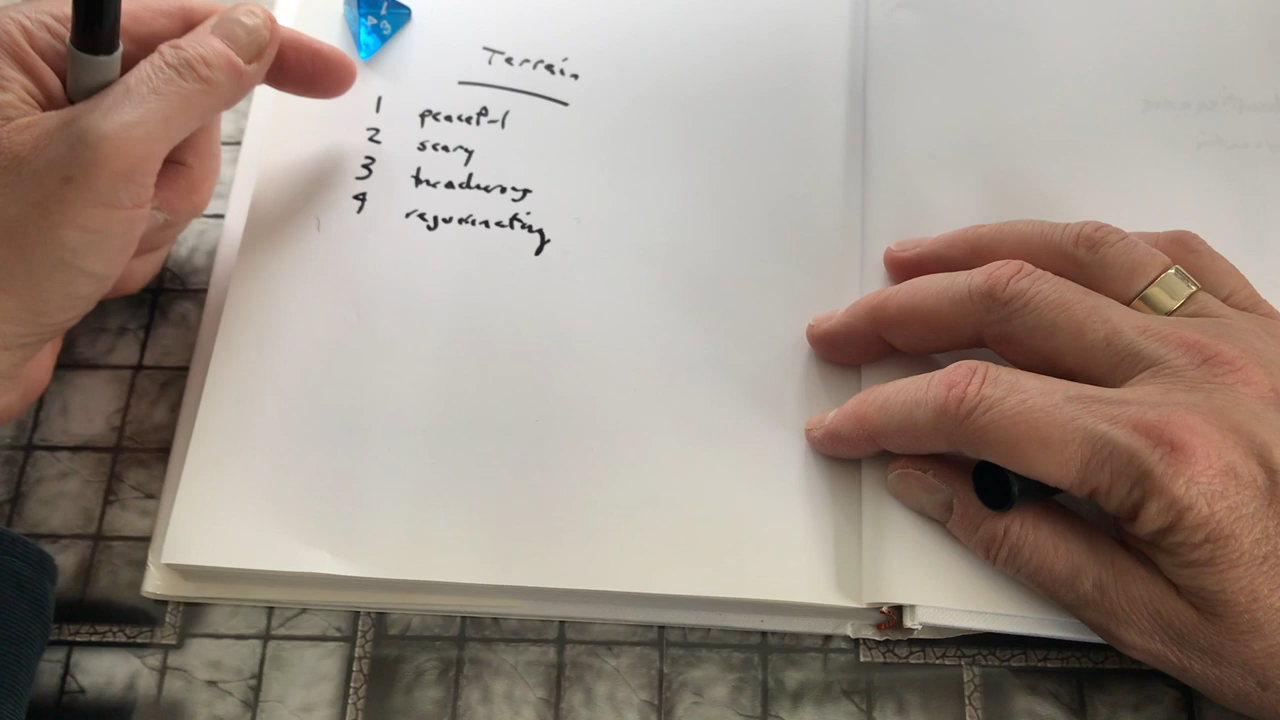 Terrain
1 peaceful
2 scary
3 treacherous
4 rejuvenating